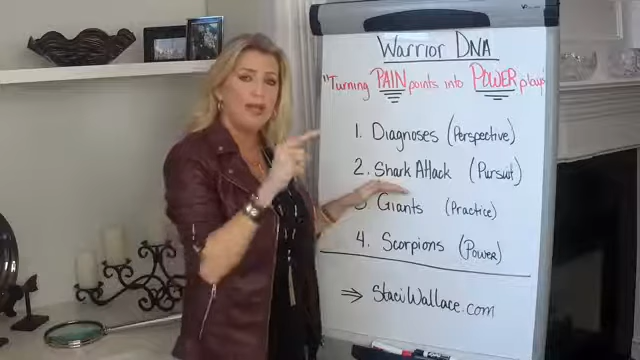 Warrior DNA
"Turning PAIN points into POWER plays"
1. Diagnoses (Perspective)
2. Shark Attack (Pursuit)
3 Giants (Practice)
4. Scorpions (Power)
⇒ StaciWallace.com